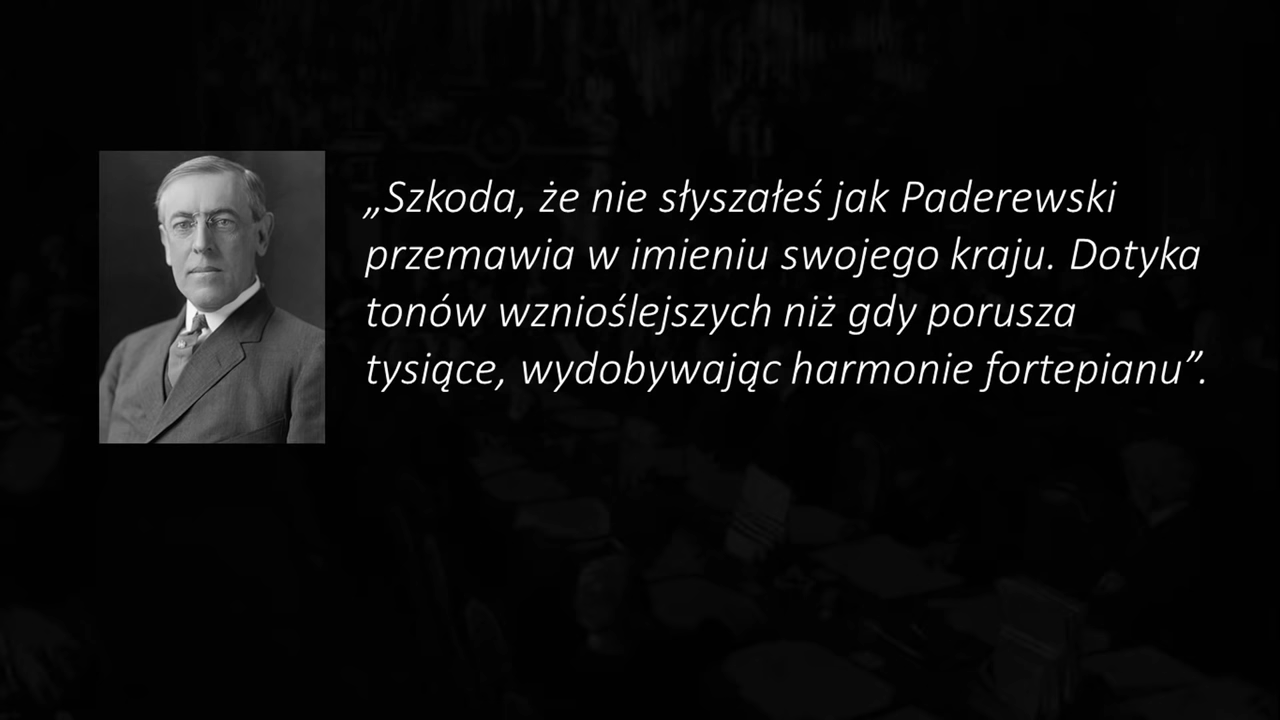 „Szkoda, że nie słyszałeś jak Paderewski
przemawia w imieniu swojego kraju. Dotyka
tonów wznioślejszych niż gdy porusza
tysiące, wydobywając harmonie fortepianu”.